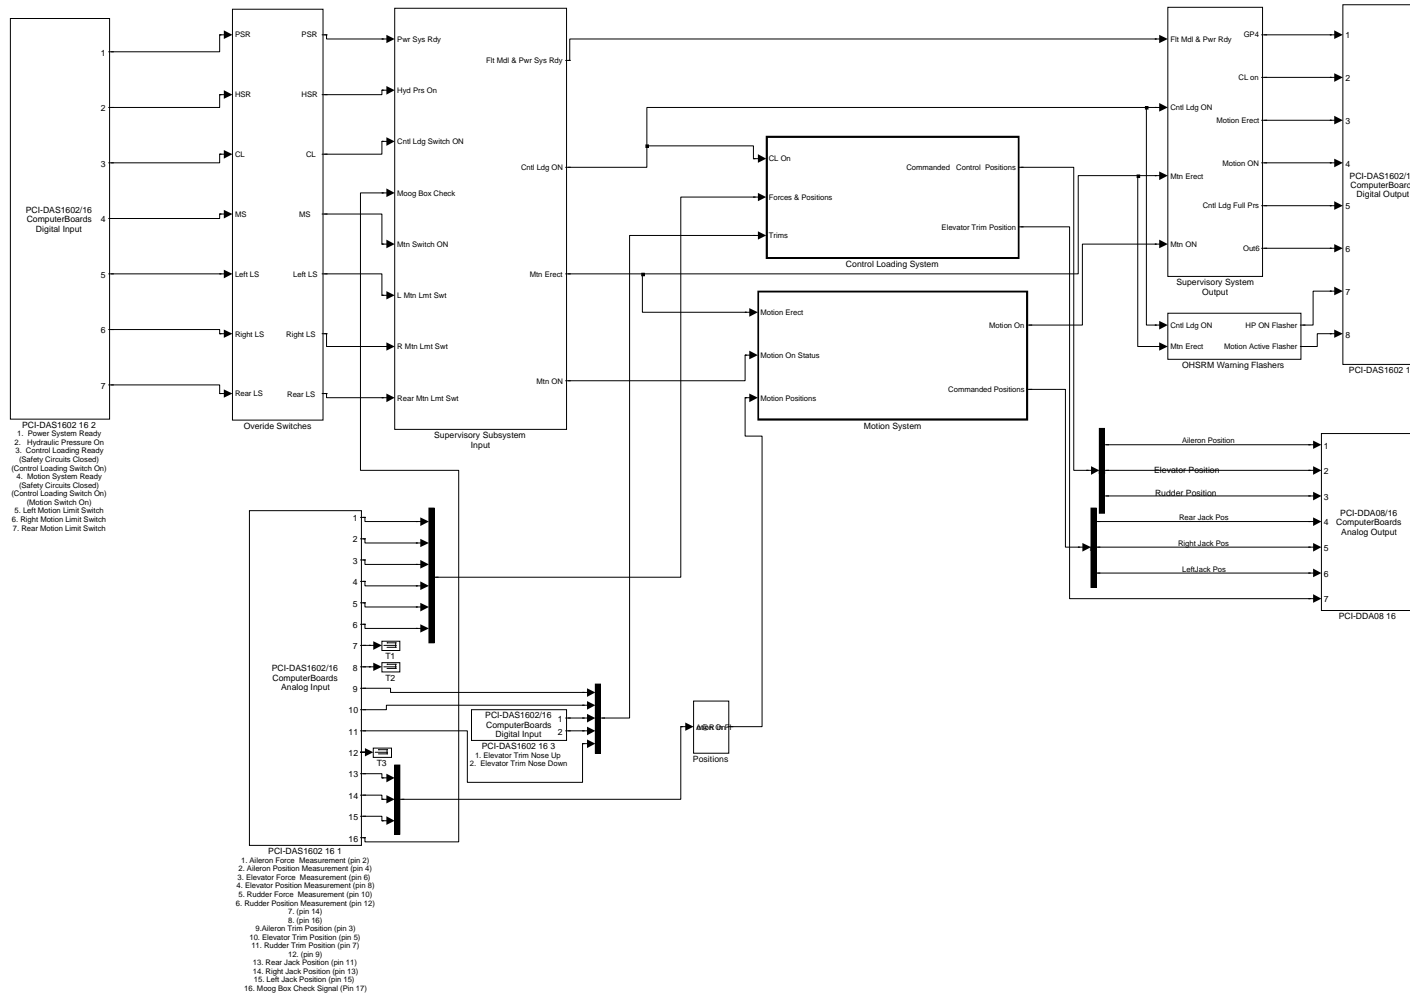 1
2
3
4
5
6
7
PCI-DAS1602/16
ComputerBoards
Digital Input
PCI-DAS1602 16 2
1. Power System Ready
2. Hydraulic Pressure On
3. Control Loading Ready
(Safety Circuits Closed)
(Control Loading Switch On)
4. Motion System Ready
(Safety Circuits Closed)
(Control Loading Switch On)
(Motion Switch On)
5. Left Motion Limit Switch
6. Right Motion Limit Switch
7. Rear Motion Limit Switch
PSR PSR
HSR HSR
CL CL
MS MS
Left LS Left LS
Right LS Right LS
Rear LS Rear LS
Overide Switches
Pwr Sys Rdy
Hyd Prs On
Cntl Ldg Switch ON
Moog Box Check
Mtn Switch ON
L Mtn Lmt Swt
R Mtn Lmt Swt
Rear Mtn Lmt Swt
Flt Mdl & Pwr Sys Rdy
Cntl Ldg ON
Mtn Erect
Mtn ON
Supervisory Subsystem
Input
CL On
Forces & Positions
Trims
Commanded Control Positions
Elevator Trim Position
Control Loading System
Motion Erect
Motion On Status
Motion Positions
Motion On
Commanded Positions
Motion System
Flt Mdl & Pwr Rdy
Cntl Ldg ON
Mtn Erect
Mtn ON
GP4
CL on
Motion Erect
Motion ON
Cntl Ldg Full Prs
Out6
Supervisory System
Output
Cntl Ldg ON
Mtn Erect
HP ON Flasher
Motion Active Flasher
OHSRM Warning Flashers
1
2
3
4
5
6
7
8
PCI-DAS1602/1
ComputerBoard
Digital Output
PCI-DAS1602 1
Aileron Position
Elevator Position
Rudder Position
Rear Jack Pos
Right Jack Pos
LeftJack Pos
1
2
3
4
5
6
7
PCI-DDA08/16
ComputerBoards
Analog Output
PCI-DDA08 16
1
2
3
4
5
6
7
8
9
10
11
12
13
14
15
16
PCI-DAS1602/16
ComputerBoards
Analog Input
T1
T2
T3
PCI-DAS1602/16
ComputerBoards
Digital Input
1
2
PCI-DAS1602 16 3
1. Elevator Trim Nose Up
2. Elevator Trim Nose Down
Positions
PCI-DAS1602 16 1
1. Aileron Force Measurement (pin 2)
2. Aileron Position Measurement (pin 4)
3. Elevator Force Measurement (pin 6)
4. Elevator Position Measurement (pin 8)
5. Rudder Force Measurement (pin 10)
6. Rudder Position Measurement (pin 12)
7. (pin 14)
8. (pin 16)
9.Aileron Trim Position (pin 3)
10. Elevator Trim Position (pin 5)
11. Rudder Trim Position (pin 7)
12. (pin 9)
13. Rear Jack Position (pin 11)
14. Right Jack Position (pin 13)
15. Left Jack Position (pin 15)
16. Moog Box Check Signal (Pin 17)